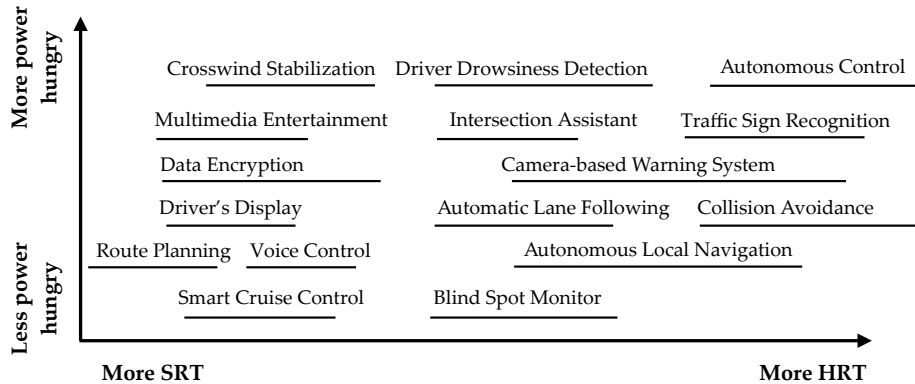 More power
hungry
Crosswind Stabilization Driver Drowsiness Detection Autonomous Control
Multimedia Entertainment Intersection Assistant Traffic Sign Recognition
Data Encryption Camera-based Warning System
Driver's Display Automatic Lane Following Collision Avoidance
Route Planning Voice Control Autonomous Local Navigation
Smart Cruise Control Blind Spot Monitor
Less power
hungry
More SRT More HRT